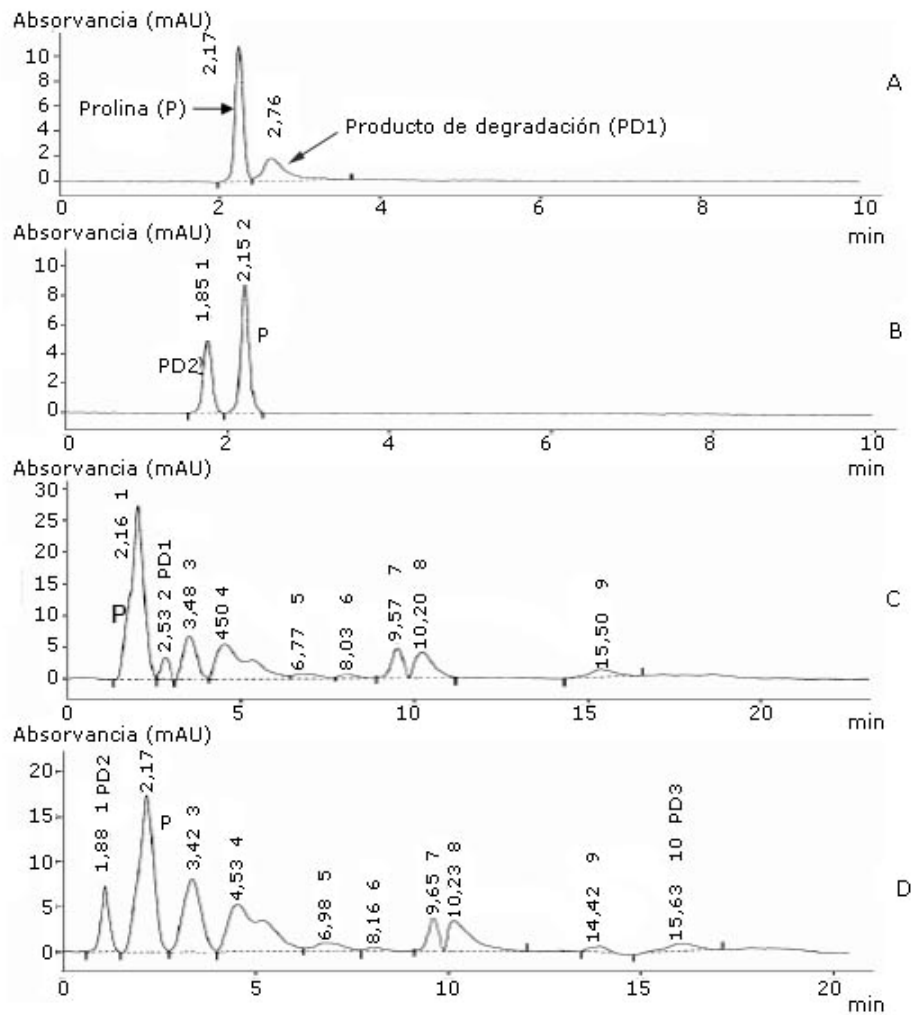 Absorvancia (mAU)
10
8
6
4
2
0
2,17
2,76
Prolina (P)
Producto de degradación (PD1)
A
0 2 4 6 8 10
min
Absorvancia (mAU)
10
8
6
4
2
0
1,85 1
2,15 2
PD2)
P
B
0 2 4 6 8 10
min
Absorvancia (mAU)
30
25
20
15
10
5
0
2,16 1
P
2,53 2 PD1
3,48 3
450 4
6,77 5
8,03 6
9,57 7
10,20 8
15,50 9
C
0 5 10 15 20
min
Absorvancia (mAU)
20
15
10
5
0
1,88 1 PD2
2,17
P
3,42 3
4,53 4
6,98 5
8,16 6
9,65 7
10,23 8
14,42 9
15,63 10 PD3
D
0 5 10 15 20
min